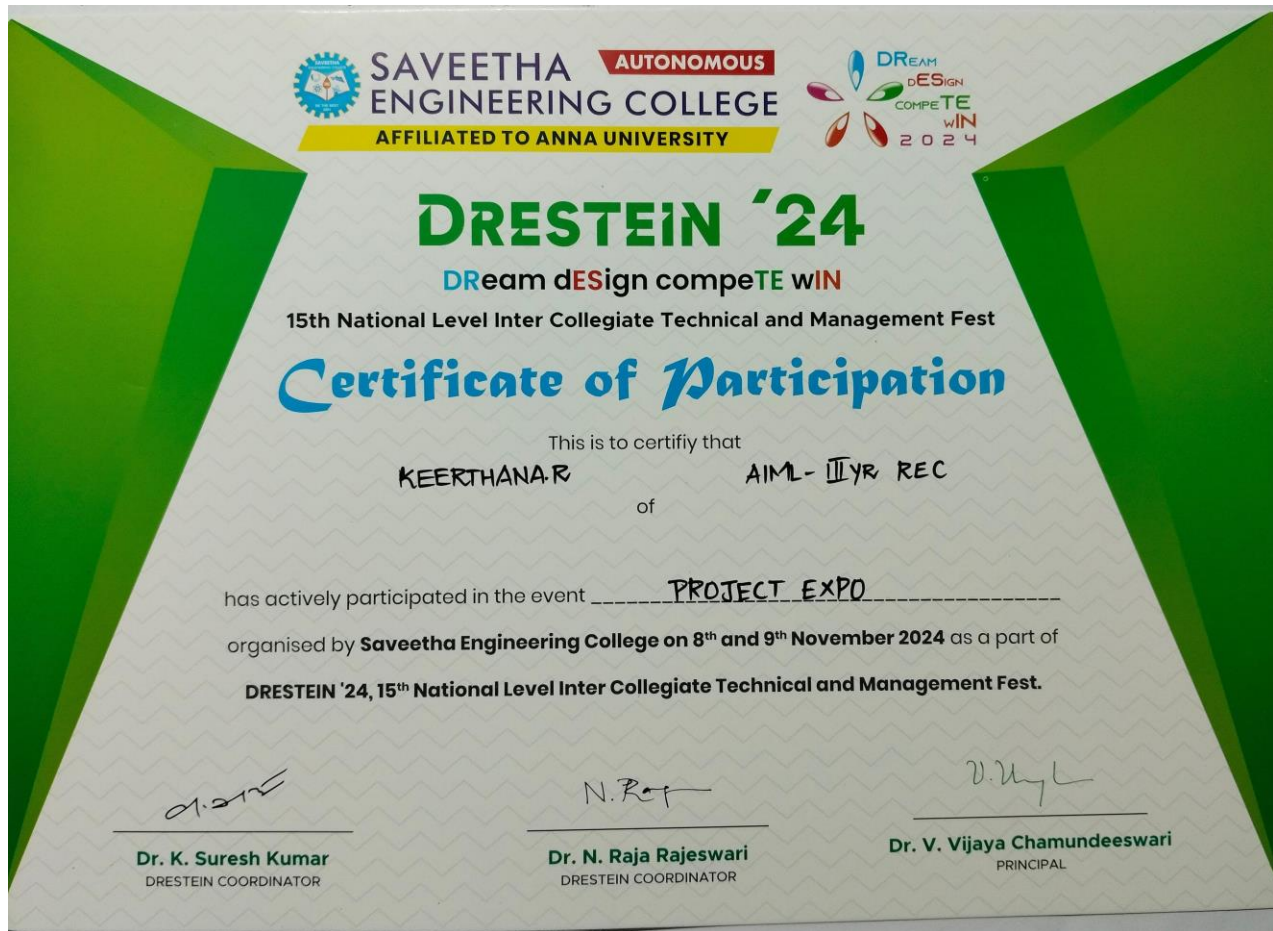 SAVEETHA AUTONOMOUS
ENGINEERING COLLEGE
AFFILIATED TO ANNA UNIVERSITY
DREAM
DESIGN
COMPETE
WIN
2024
DRESTEIN '24
DReam dESign compeTE wIN
15th National Level Inter Collegiate Technical and Management Fest
Certificate of Participation
This is to certifiy that
KEERTHANA.R AIML- III YR REC
of
has actively participated in the event PROJECT EXPO
organised by Saveetha Engineering College on 8th and 9th November 2024 as a part of
DRESTEIN '24, 15th National Level Inter Collegiate Technical and Management Fest.
Dr. K. Suresh Kumar
DRESTEIN COORDINATOR
N. Raj
Dr. N. Raja Rajeswari
DRESTEIN COORDINATOR
Dr. V. Vijaya Chamundeeswari
PRINCIPAL